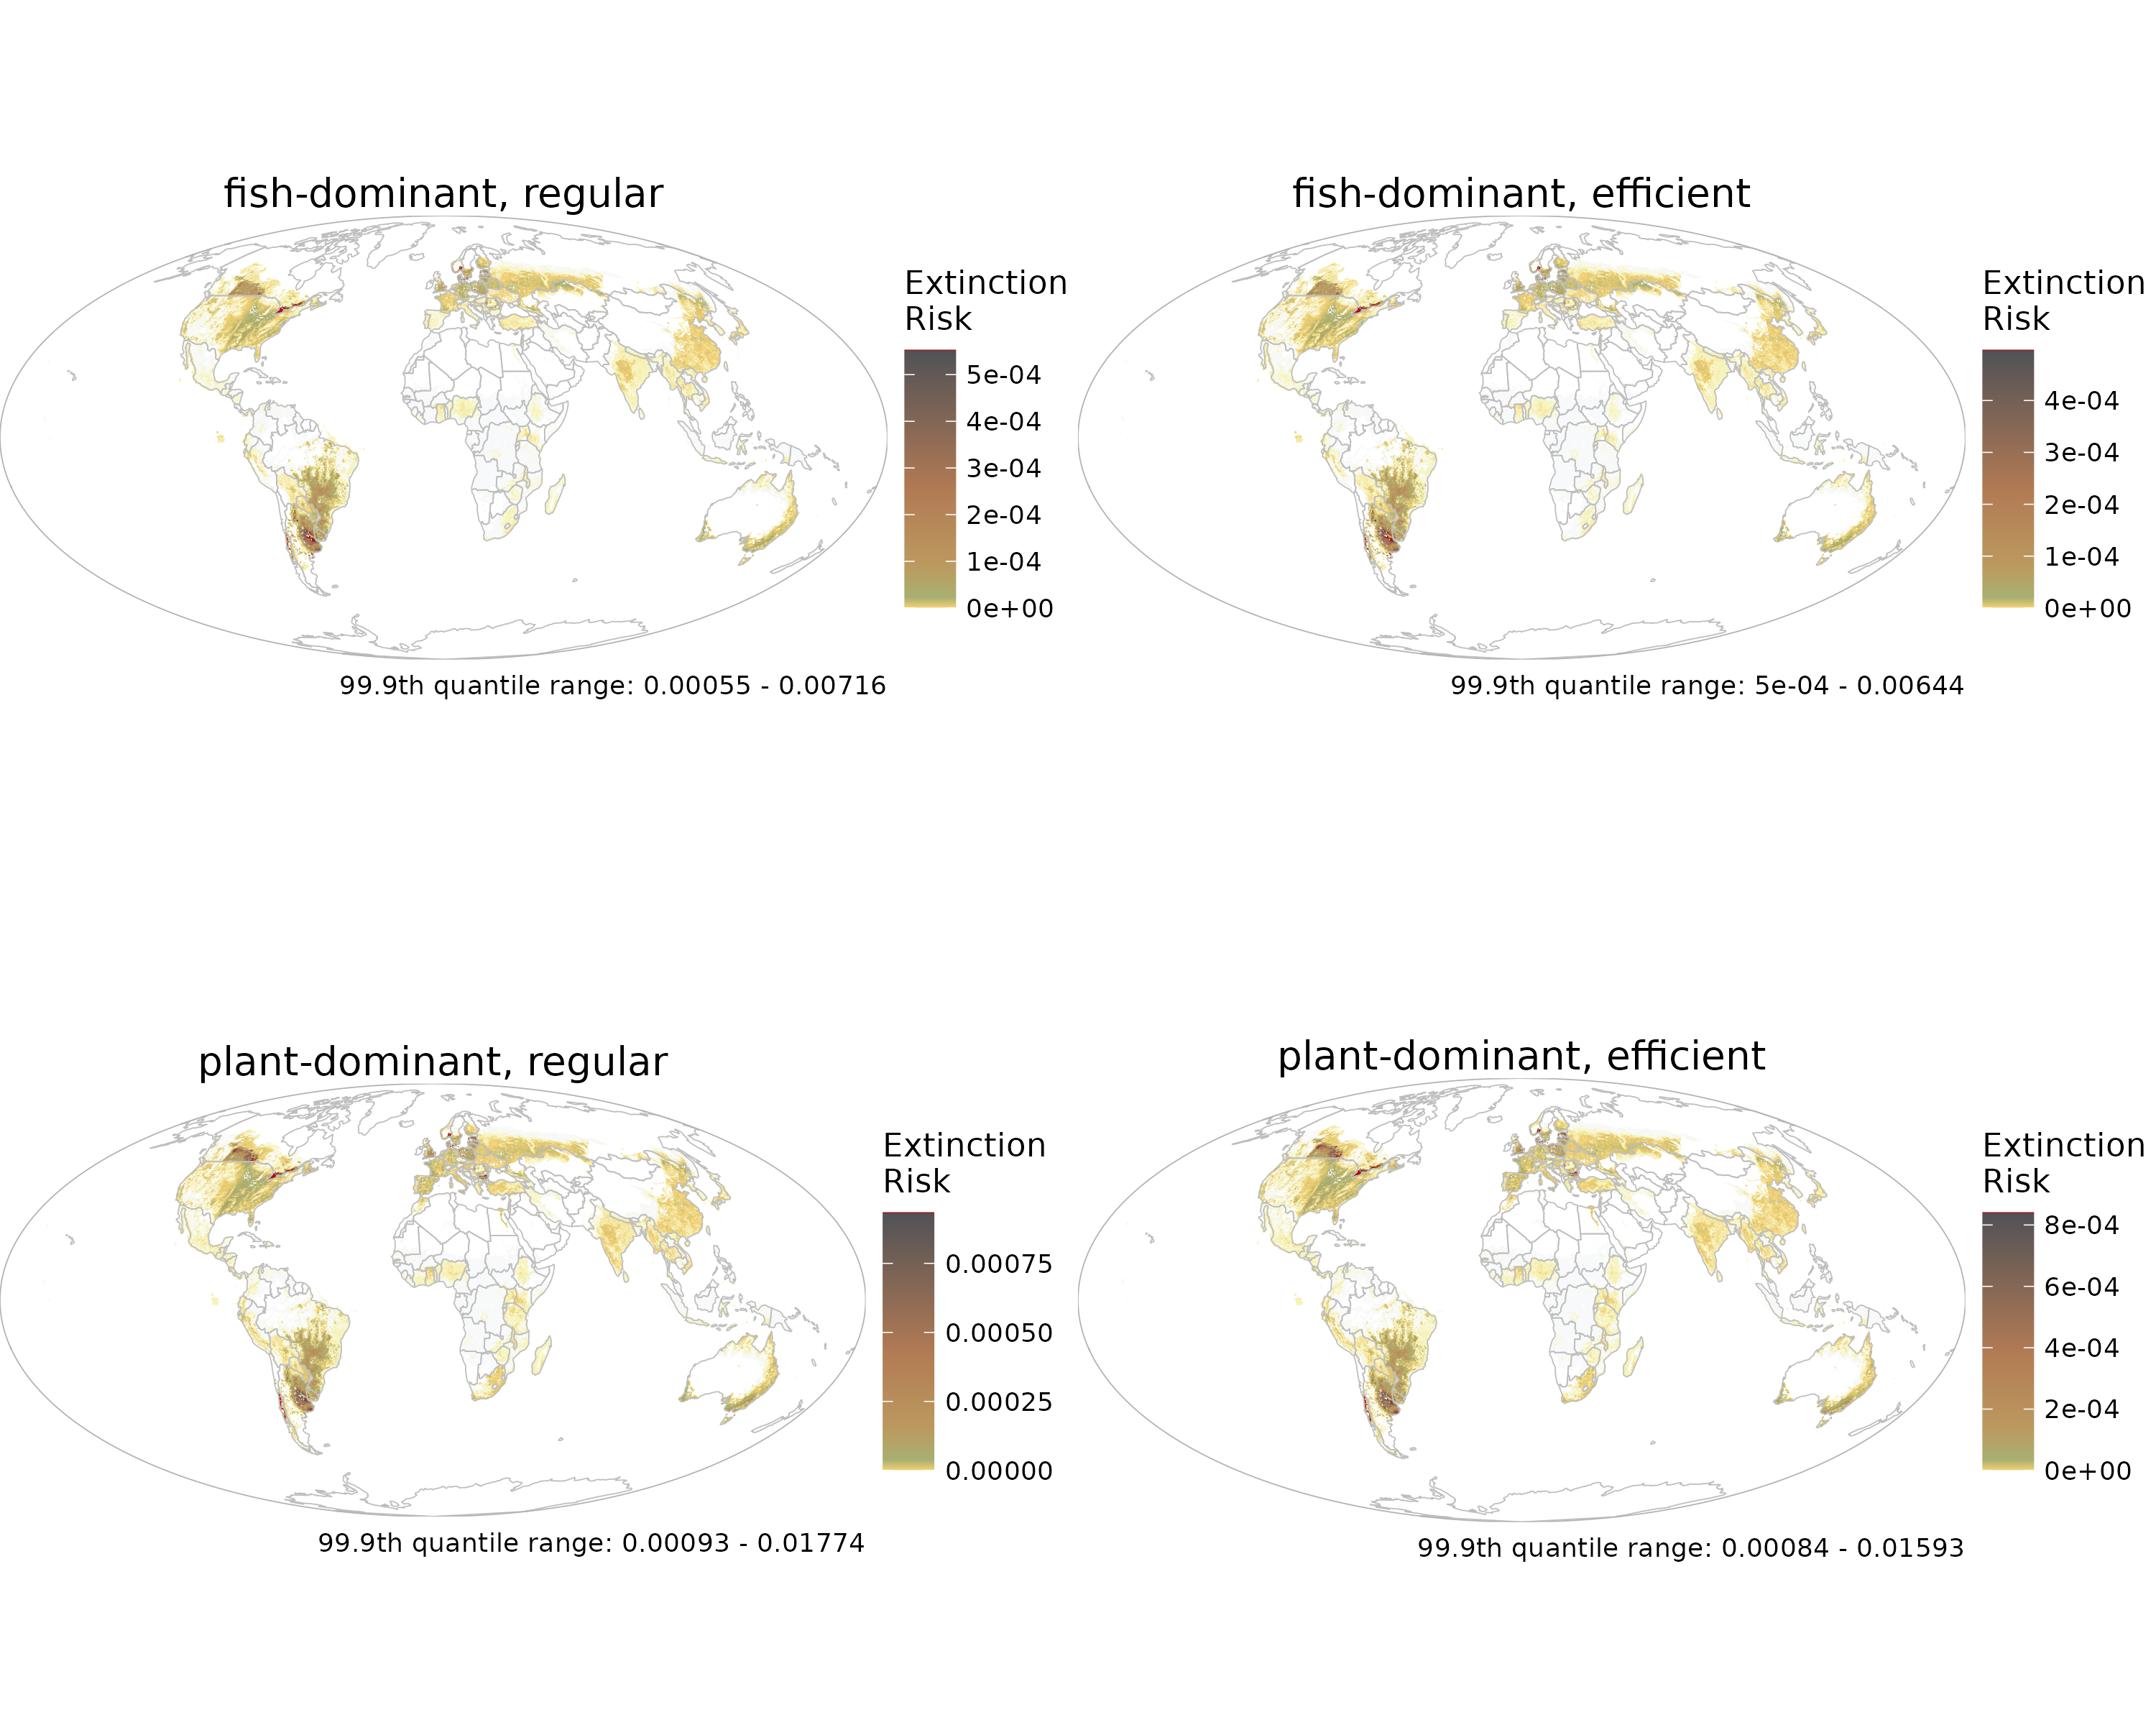 fish-dominant, regular
Extinction
Risk
5e-04
4e-04
3e-04
2e-04
1e-04
0e+00
99.9th quantile range: 0.00055 - 0.00716
fish-dominant, efficient
Extinction
Risk
4e-04
3e-04
2e-04
1e-04
0e+00
99.9th quantile range: 5e-04 - 0.00644
plant-dominant, regular
Extinction
Risk
0.00075
0.00050
0.00025
0.00000
99.9th quantile range: 0.00093 - 0.01774
plant-dominant, efficient
Extinction
Risk
8e-04
6e-04
4e-04
2e-04
0e+00
99.9th quantile range: 0.00084 - 0.01593